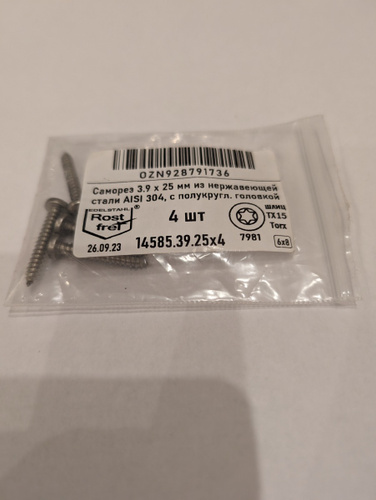 OZN928791736
Саморез 3.9 х 25 мм из нержавеющей
стали AISI 304, с полукругл. головкой
EDELSTAHL
Rost
frei
4 шт
шлиц
TX15
Torx
26.09.23
14585.39.25x4
7981
6x8